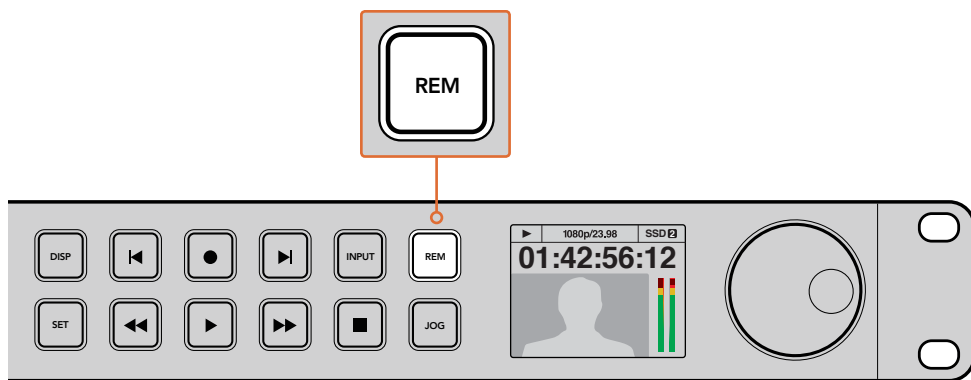 REM
DISP
INPUT
REM
SET
JOG
1080p/23.98
SSD 2
01:42:56:12